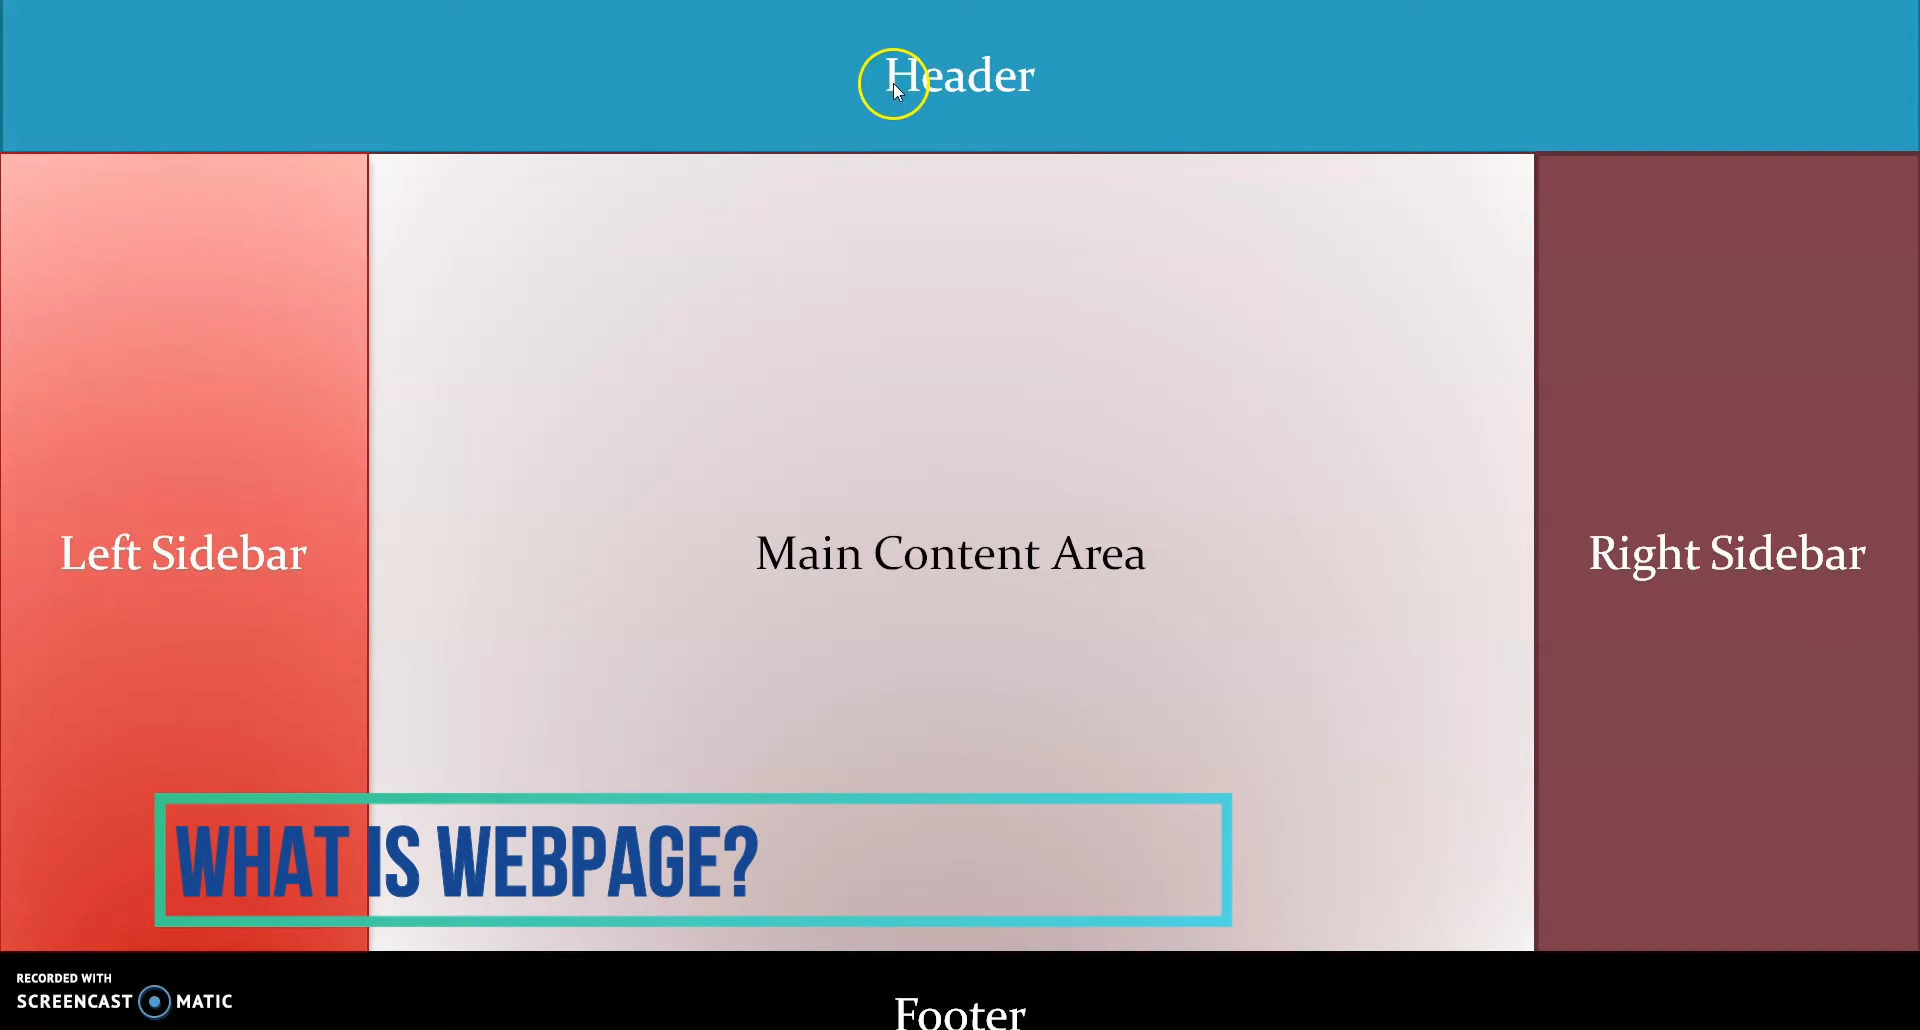 Header
Left Sidebar
Main Content Area
Right Sidebar
WHAT IS WEBPAGE?
RECORDED WITH
SCREENCAST MATIC
Footer